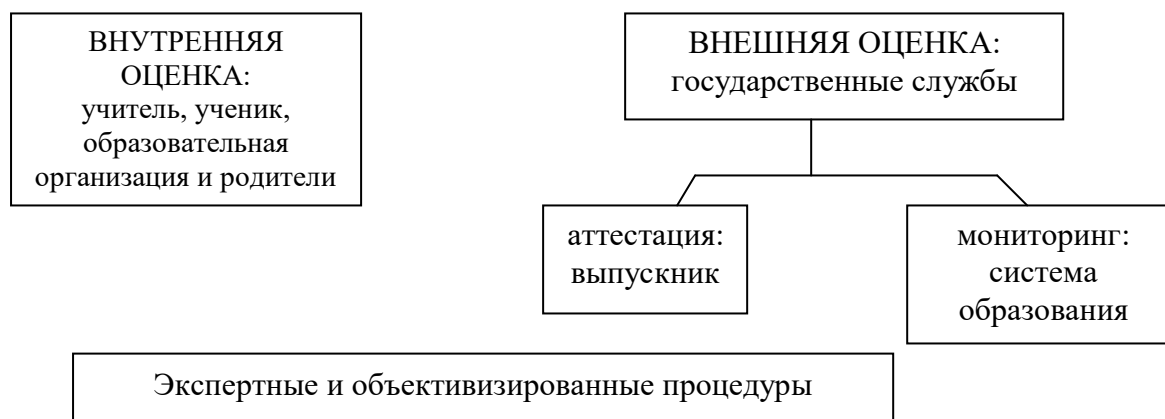 ВНУТРЕННЯЯ
ОЦЕНКА:
учитель, ученик,
образовательная
организация и родители
ВНЕШНЯЯ ОЦЕНКА:
государственные службы
аттестация:
выпускник
мониторинг:
система
образования
Экспертные и объективизированные процедуры